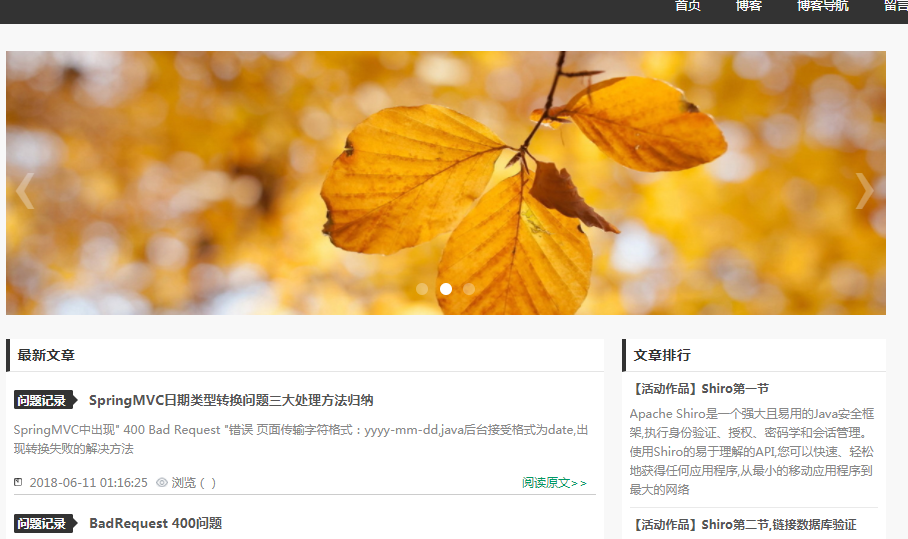 首页 博客 博客导航 留言
最新文章
问题记录 SpringMVC日期类型转换问题三大处理方法归纳
SpringMVC中出现" 400 Bad Request "错误 页面传输字符格式：yyyy-mm-dd,java后台接受格式为date,出
现转换失败的解决方法
2018-06-11 01:16:25 浏览 ( )
阅读原文>>
问题记录 BadRequest 400问题
文章排行
【活动作品】Shiro第一节
Apache Shiro是一个强大且易用的Java安全框
架,执行身份验证、授权、密码学和会话管理。
使用Shiro的易于理解的API,您可以快速、轻松
地获得任何应用程序,从最小的移动应用程序到
最大的网络
【活动作品】Shiro第二节,链接数据库验证